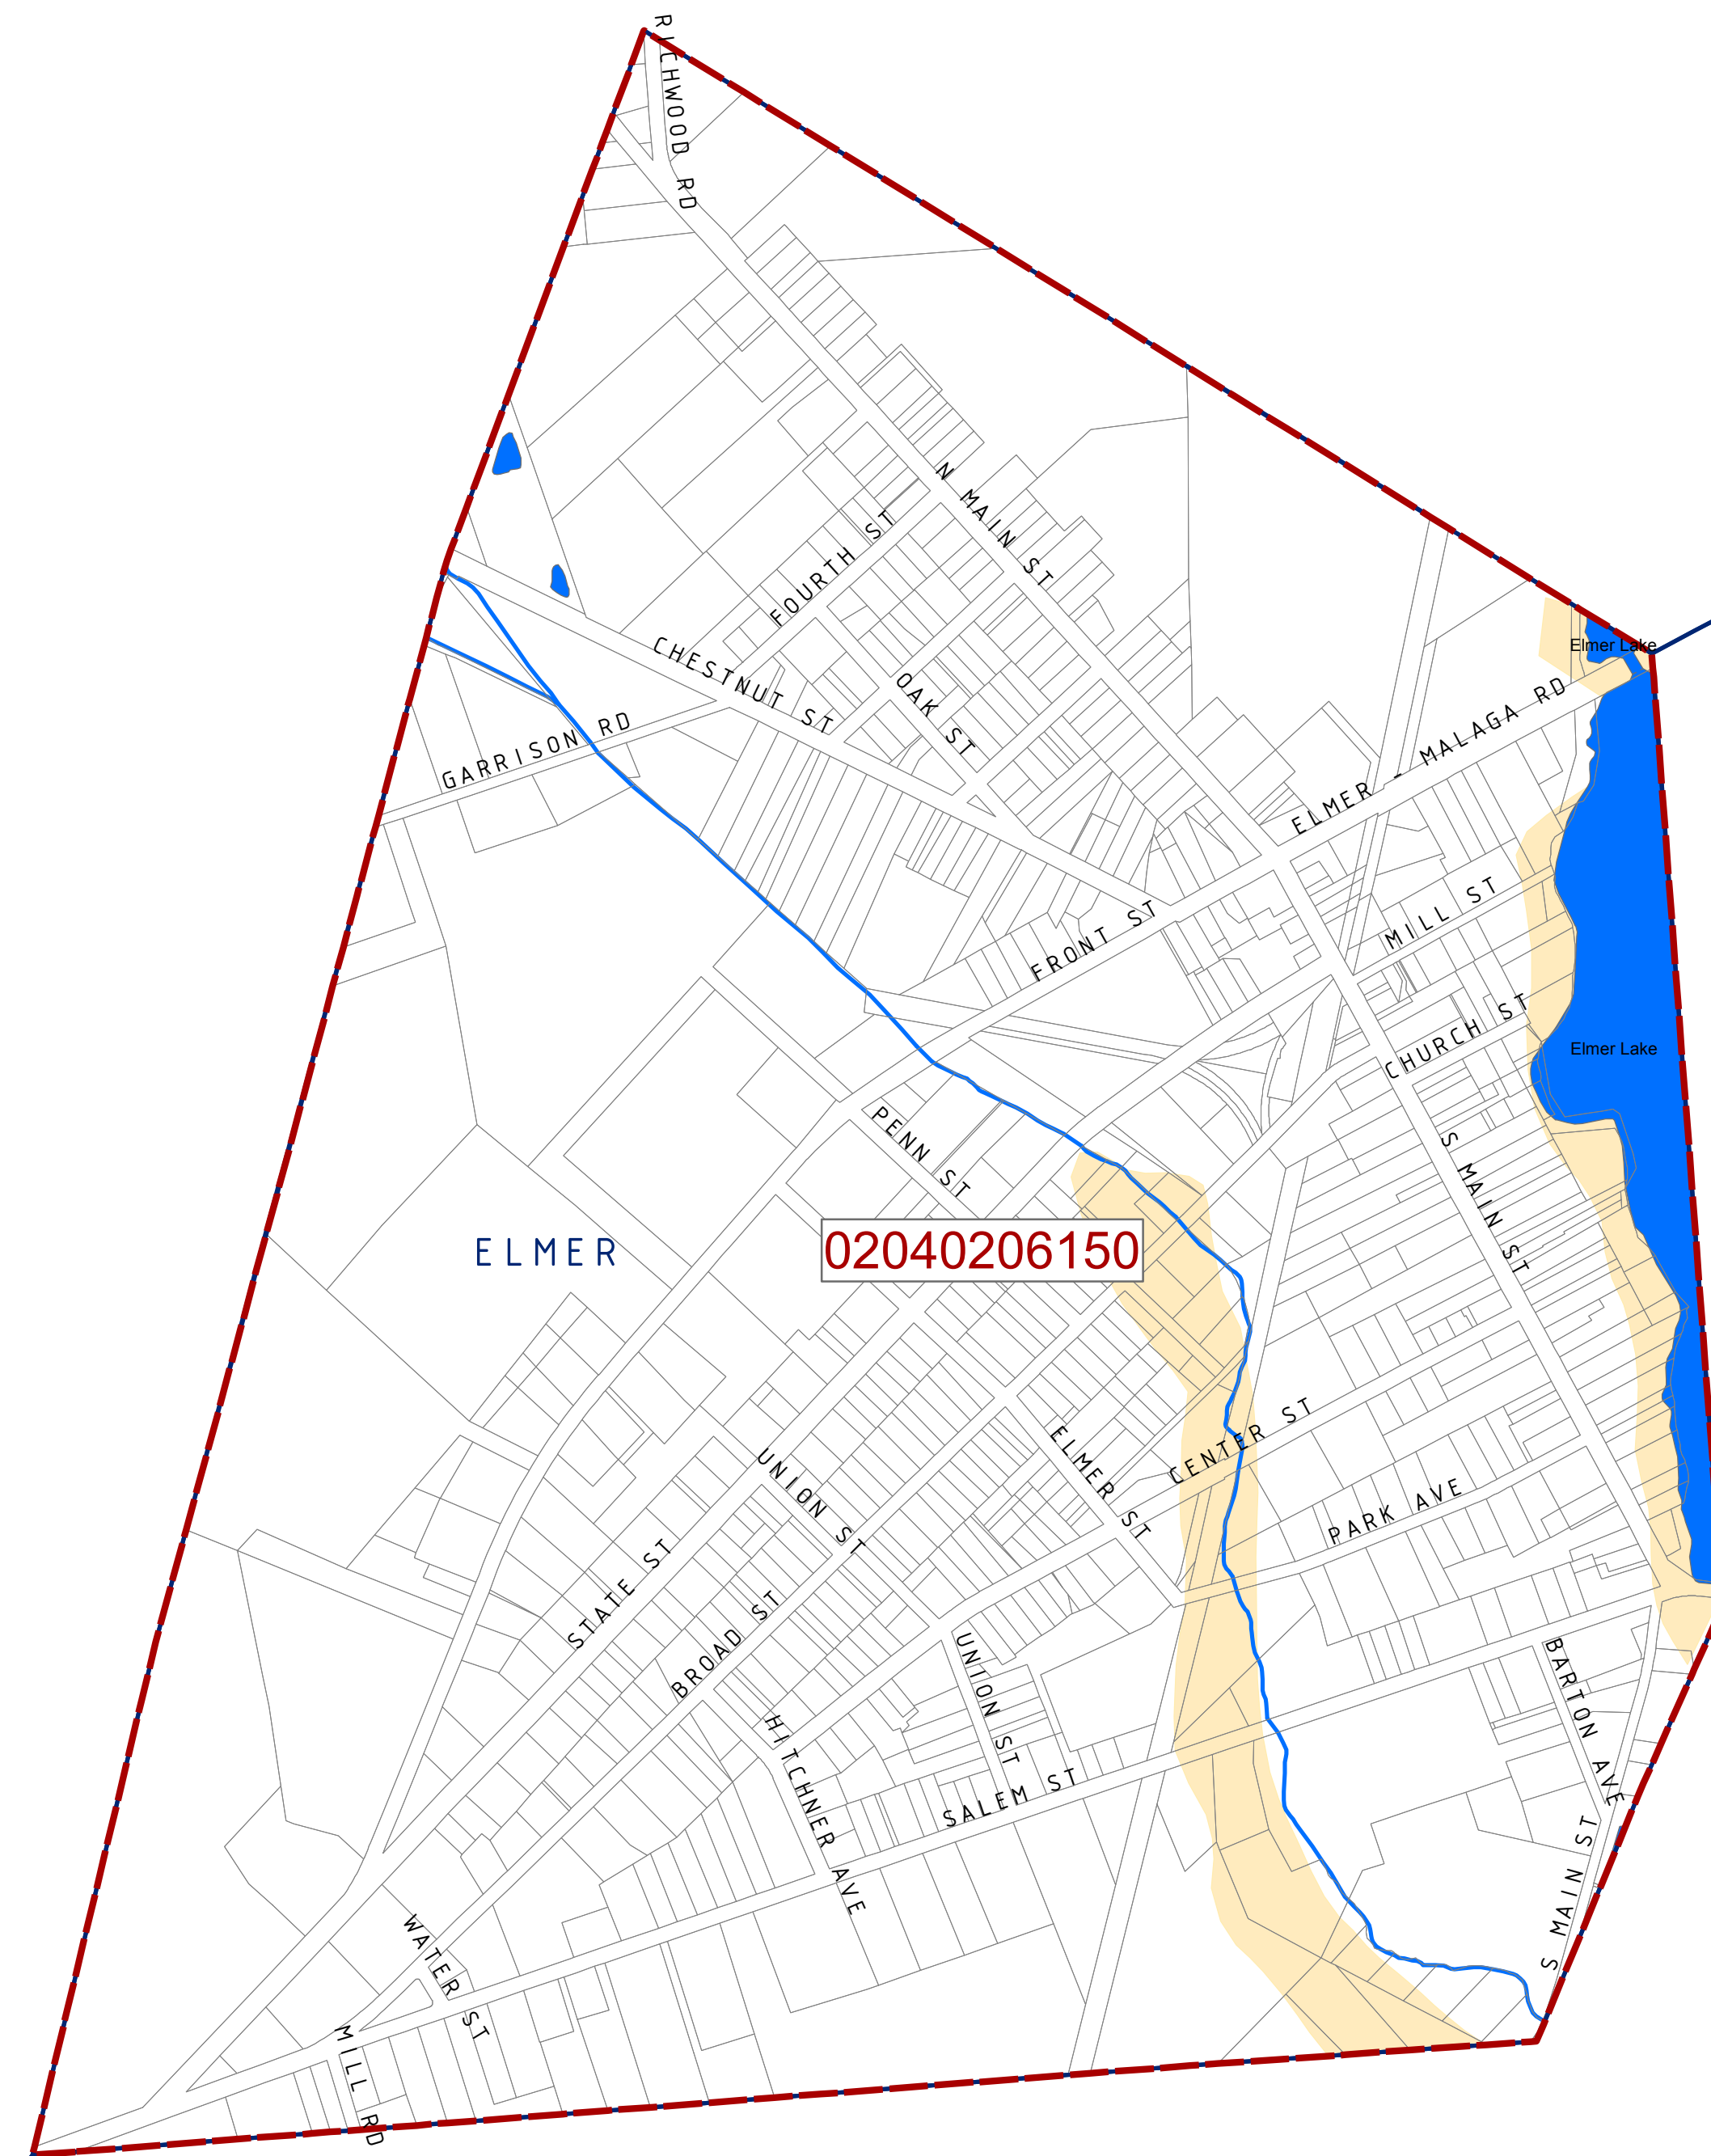 RICHWOOD RD
N MAIN ST
FOURTH ST
CHESTNUT ST
OAK ST
GARRISON RD
Elmer Lake
ELMER - MALAGA RD
MILL ST
FRONT ST
CHURCH ST
Elmer Lake
PENN ST
S MAIN ST
ELMER
02040206150
ELMER ST
CENTER ST
UNION ST
PARK AVE
STATE ST
BROAD ST
UNION ST
BARTON AVE
HITCHNER AVE
SALEM ST
S MAIN ST
WATER ST
MILL RD